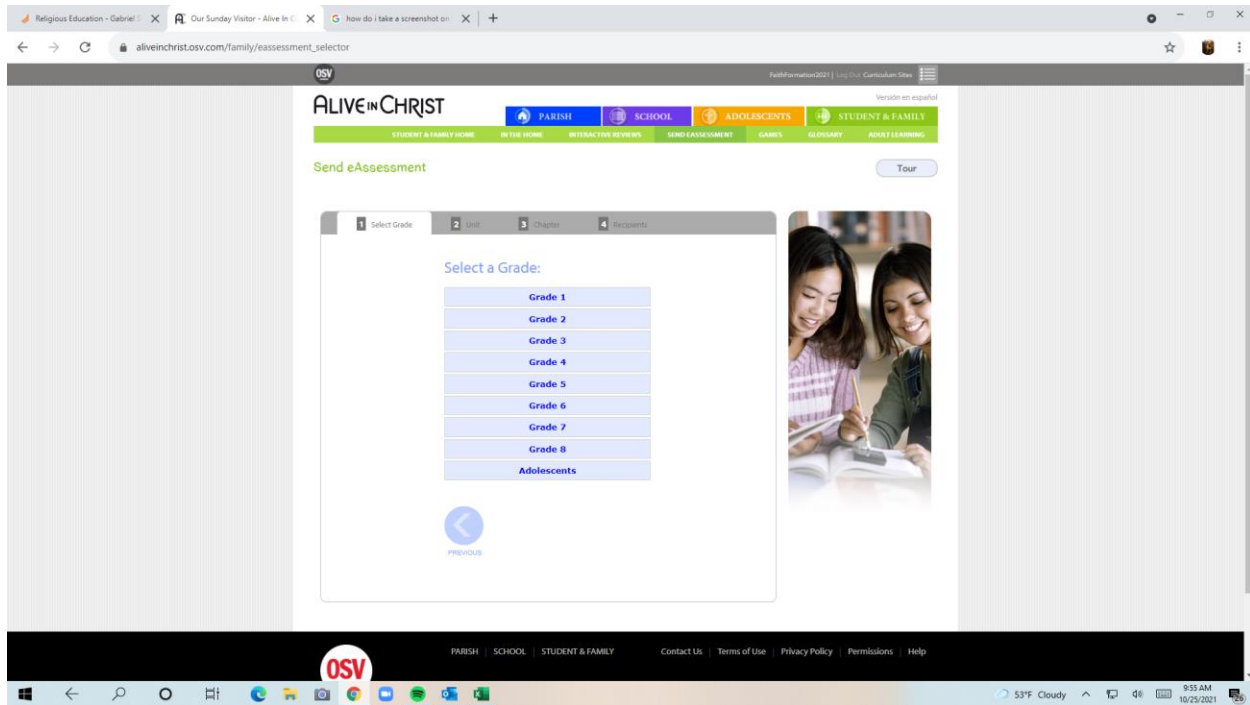 Religious Education - Gabriel S
Our Sunday Visitor - Alive In C
how do i take a screenshot on
aliveinchrist.osv.com/family/eassessment_selector
OSV
FaithFormation2021 | Log Out Curriculum Sites
ALIVE IN CHRIST
Versión en español
PARISH SCHOOL ADOLESCENTS STUDENT & FAMILY
STUDENT & FAMILY HOME IN THE HOME INTERACTIVE REVIEWS SEND EASSESSMENT GAMES GLOSSARY ADULT LEARNING
Send eAssessment
Tour
1 Select Grade 2 Unit 3 Chapter 4 Recipients
Select a Grade:
Grade 1
Grade 2
Grade 3
Grade 4
Grade 5
Grade 6
Grade 7
Grade 8
Adolescents
PREVIOUS
OSV
PARISH | SCHOOL | STUDENT & FAMILY Contact Us | Terms of Use | Privacy Policy | Permissions | Help
53°F Cloudy
9:55 AM
10/25/2021
26